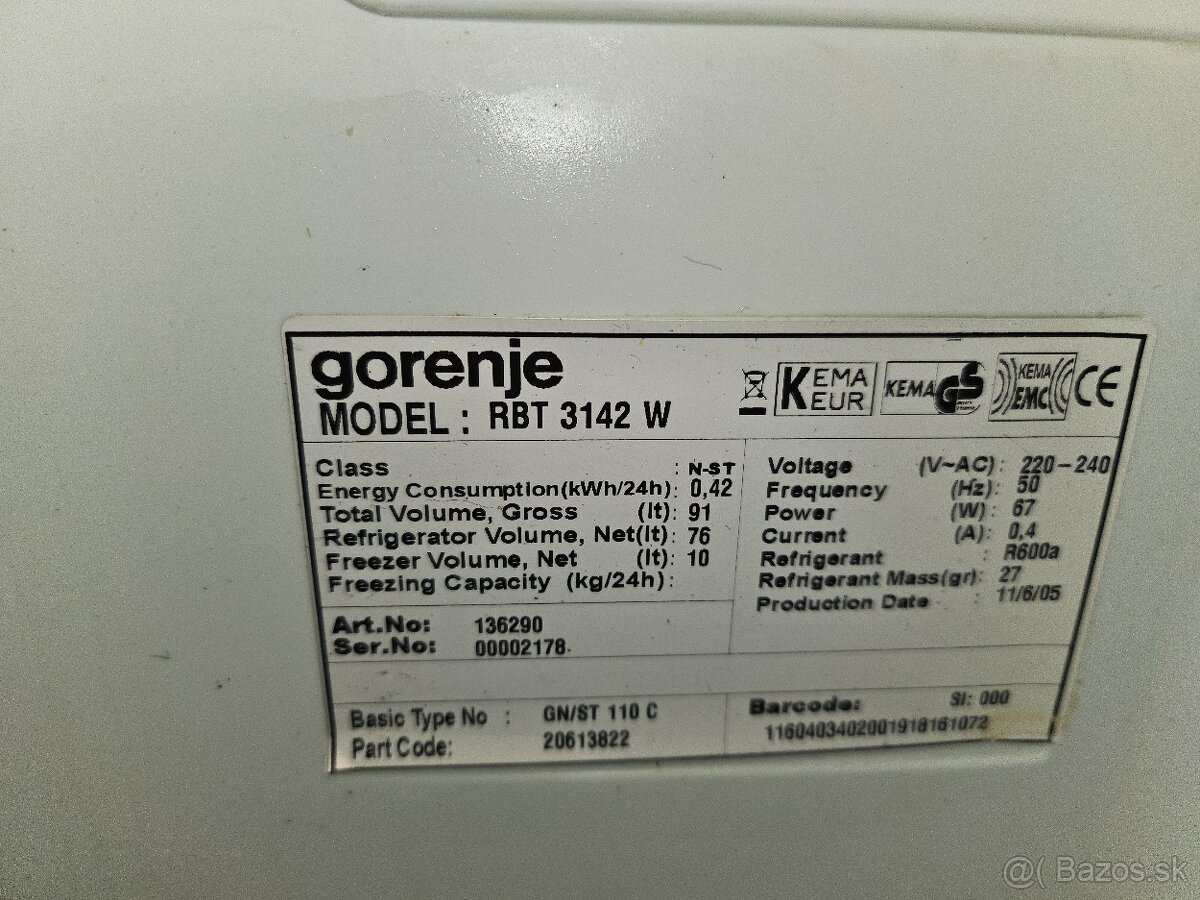 gorenje
MODEL : RBT 3142 W
KEMA EUR
KEMA GS
KEMA EMC
CE
Class : N-ST
Energy Consumption(kWh/24h): 0,42
Total Volume, Gross (lt): 91
Refrigerator Volume, Net(lt): 76
Freezer Volume, Net (lt): 10
Freezing Capacity (kg/24h) :
Voltage (V~AC) : 220-240
Frequency (Hz): 50
Power (W): 67
Current (A): 0,4
Refrigerant : R600a
Refrigerant Mass(gr): 27
Production Date : 11/6/05
Art.No: 136290
Ser.No: 00002178
Basic Type No : GN/ST 110 C
Part Code: 20613822
Barcode: SI: 000
1160403402001918161072
@( Bazos.sk